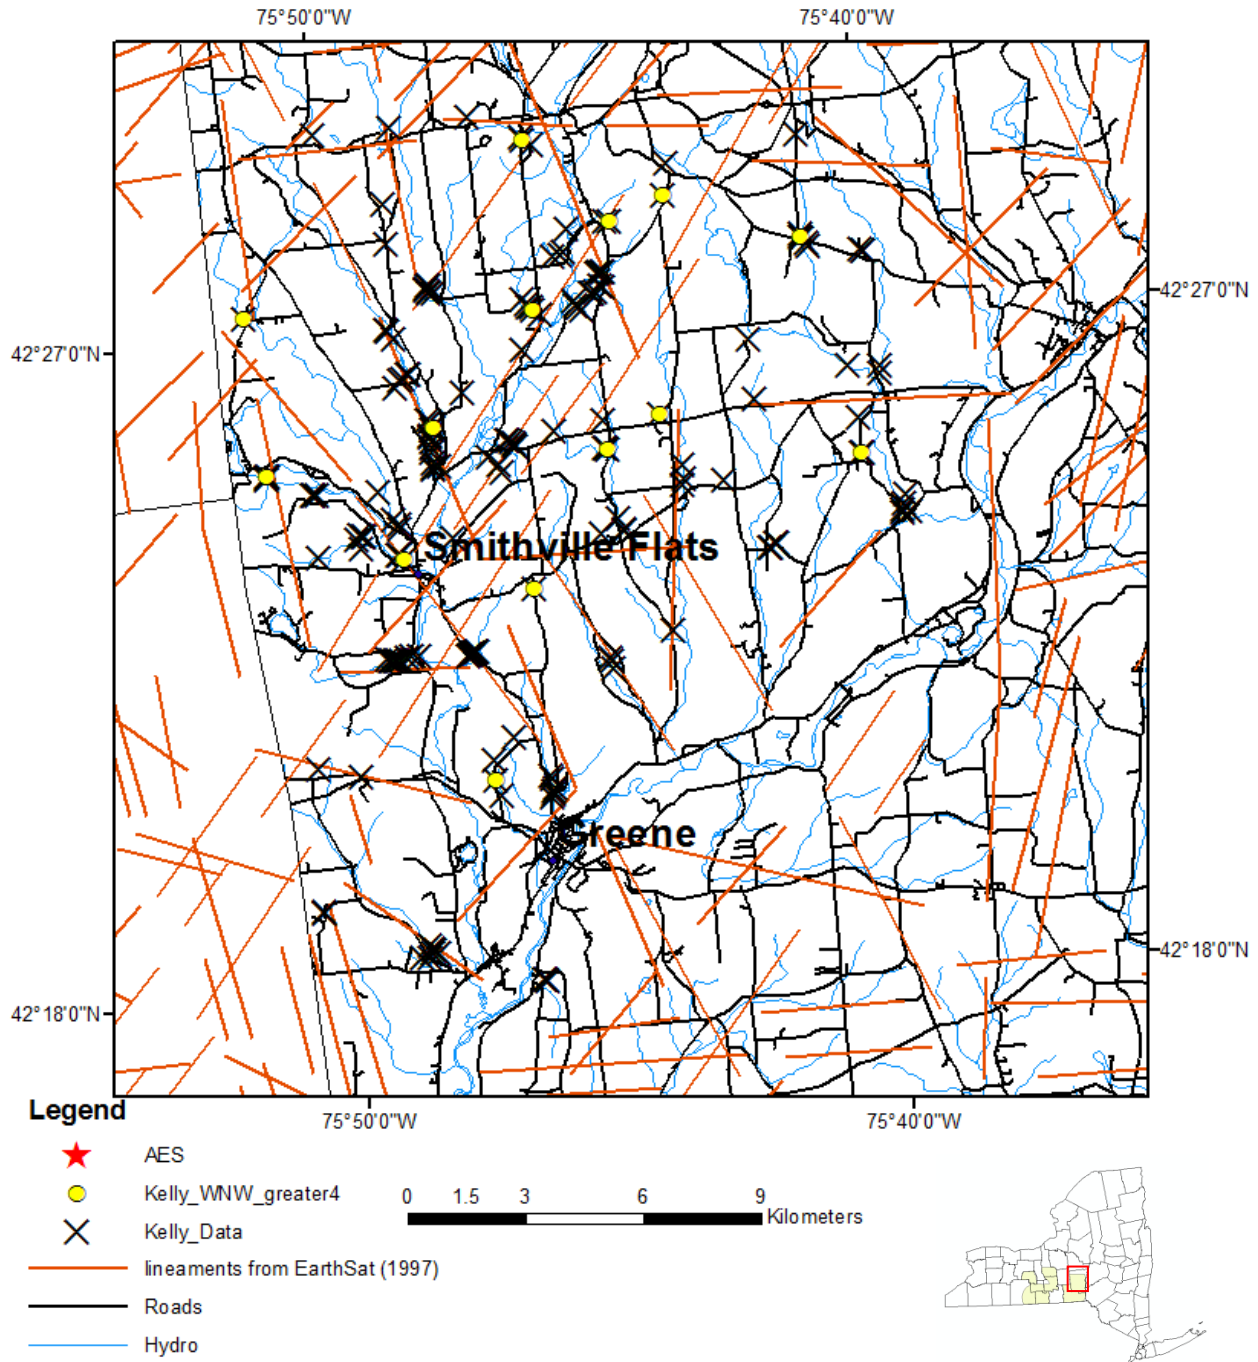 75°50'0"W 75°40'0"W
42°27'0"N
42°27'0"N
Smithville Flats
Greene
42°18'0"N
42°18'0"N
75°50'0"W 75°40'0"W
Legend
AES
Kelly_WNW_greater4
Kelly_Data
lineaments from EarthSat (1997)
Roads
Hydro
0 1.5 3 6 9
Kilometers